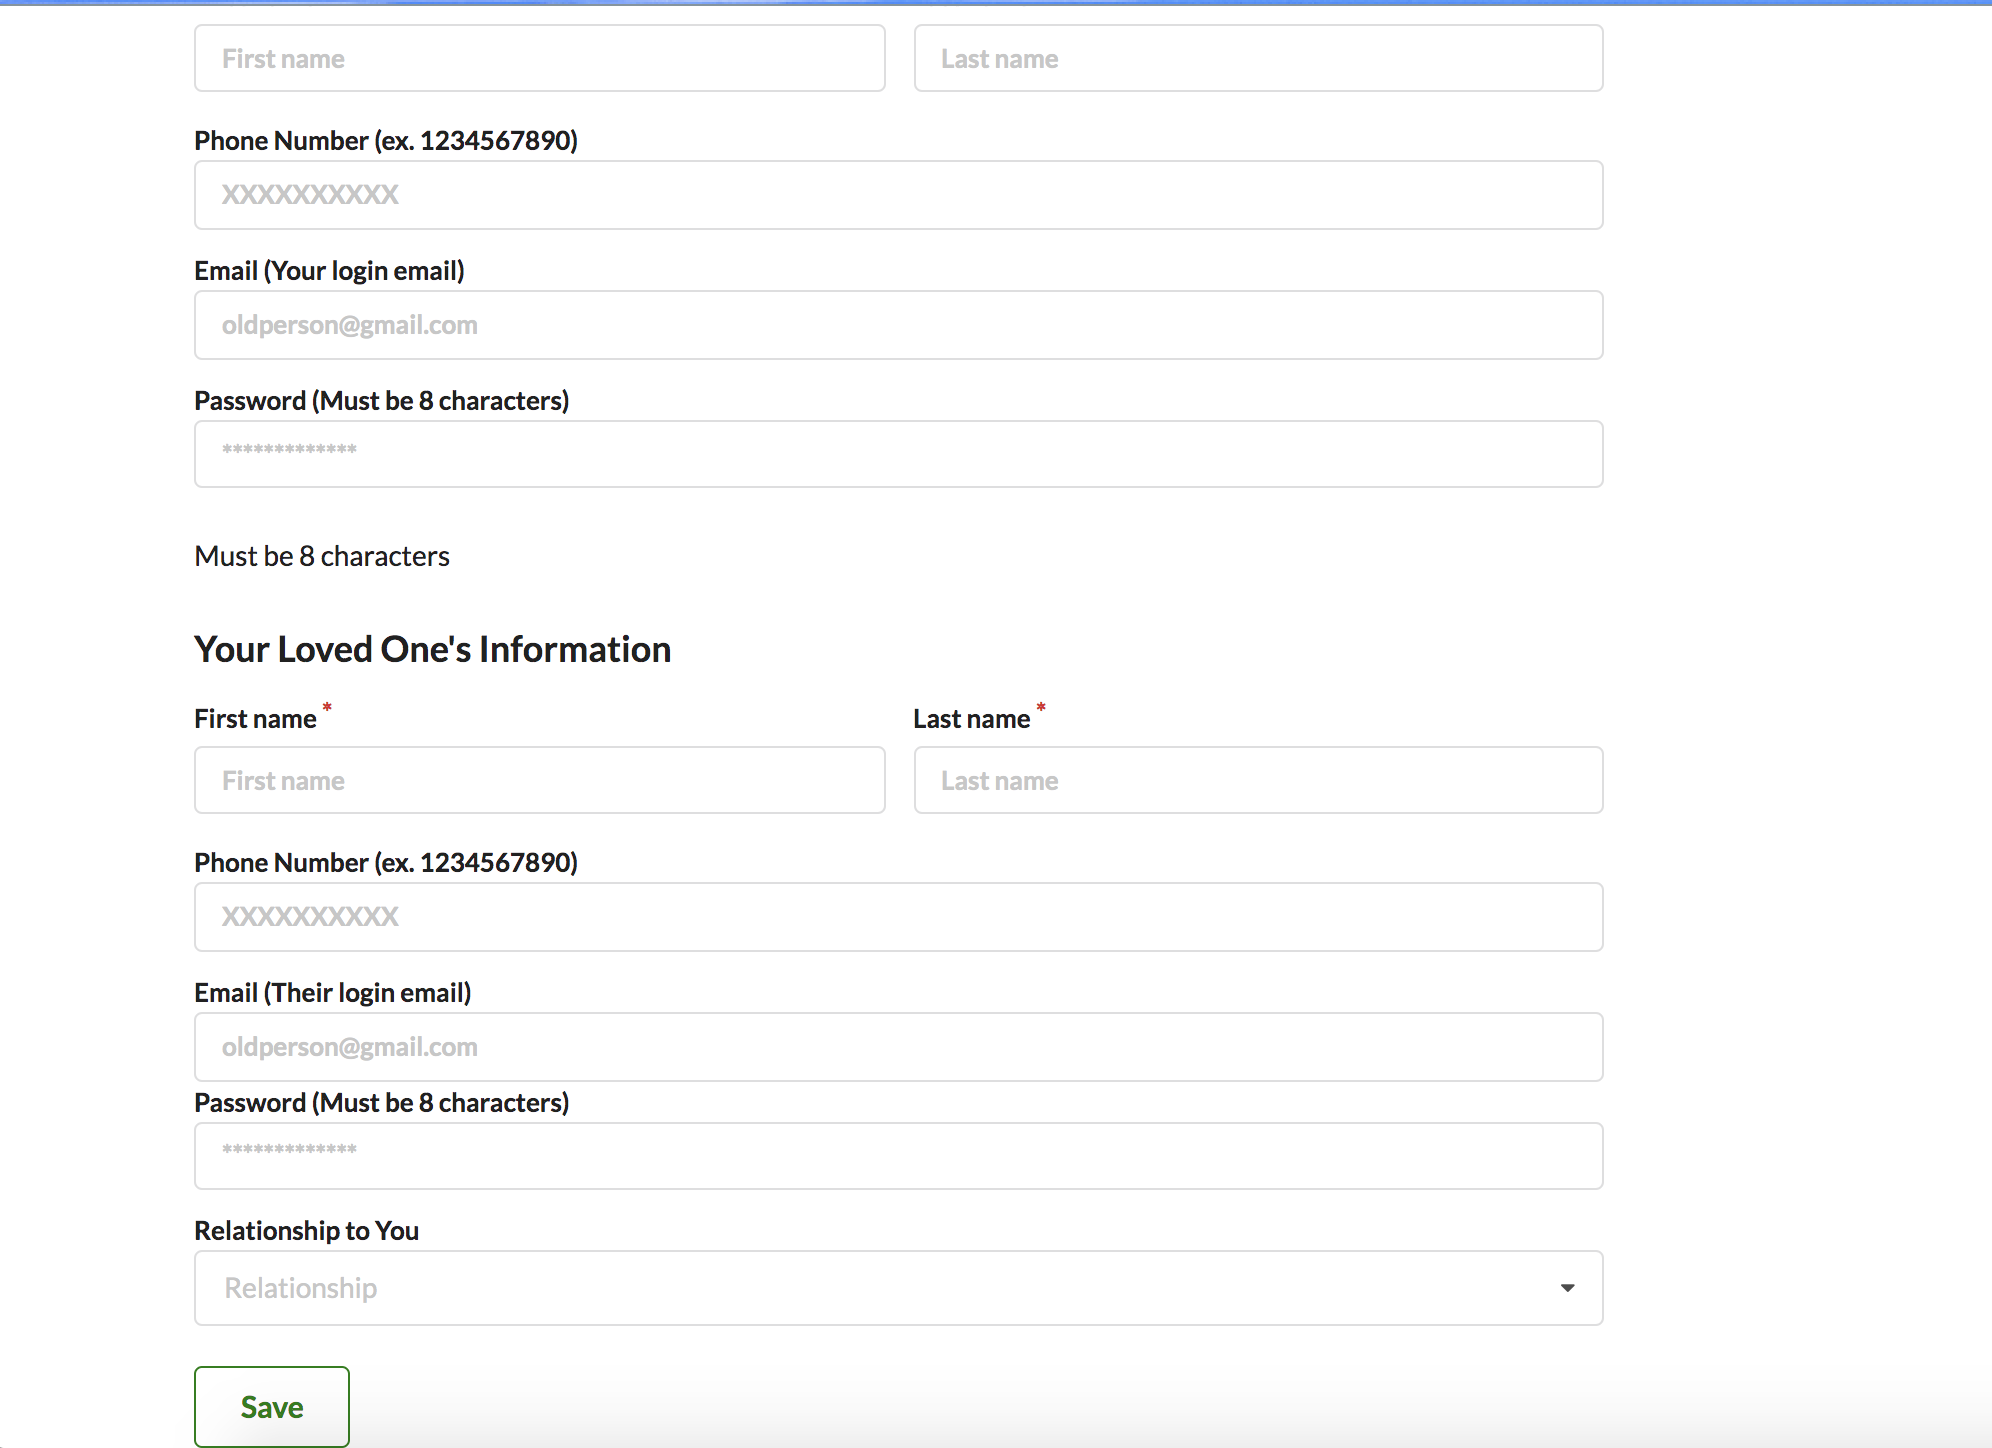 First name Last name
Phone Number (ex. 1234567890)
XXXXXXXXXX
Email (Your login email)
oldperson@gmail.com
Password (Must be 8 characters)
*************
Must be 8 characters
Your Loved One's Information
First name * Last name *
First name Last name
Phone Number (ex. 1234567890)
XXXXXXXXXX
Email (Their login email)
oldperson@gmail.com
Password (Must be 8 characters)
*************
Relationship to You
Relationship
Save